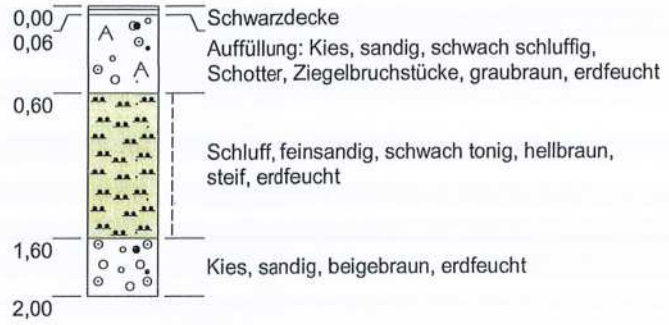 0,00 Schwarzdecke
0,06
Auffüllung: Kies, sandig, schwach schluffig,
Schotter, Ziegelbruchstücke, graubraun, erdfeucht
0,60
Schluff, feinsandig, schwach tonig, hellbraun,
steif, erdfeucht
1,60
Kies, sandig, beigebraun, erdfeucht
2,00